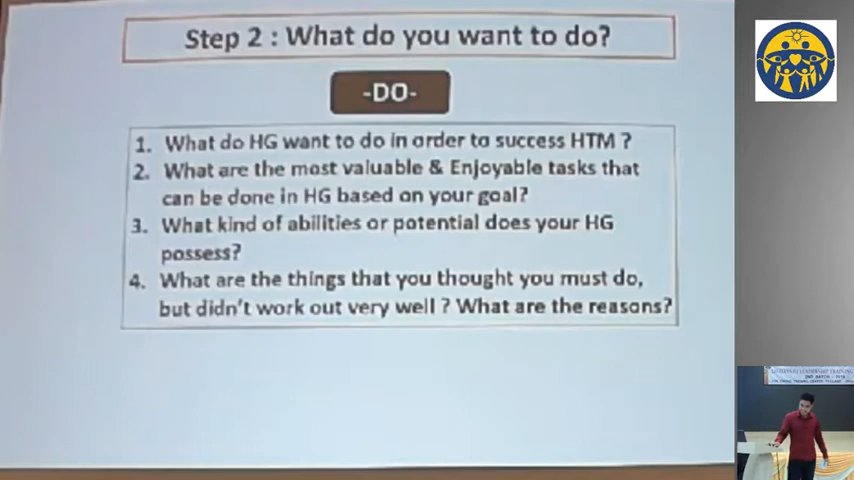 Step 2 : What do you want to do?
-DO-
1. What do HG want to do in order to success HTM ?
2. What are the most valuable & Enjoyable tasks that
can be done in HG based on your goal?
3. What kind of abilities or potential does your HG
possess?
4. What are the things that you thought you must do,
but didn't work out very well ? What are the reasons?
LEADERSHIP TRAINING